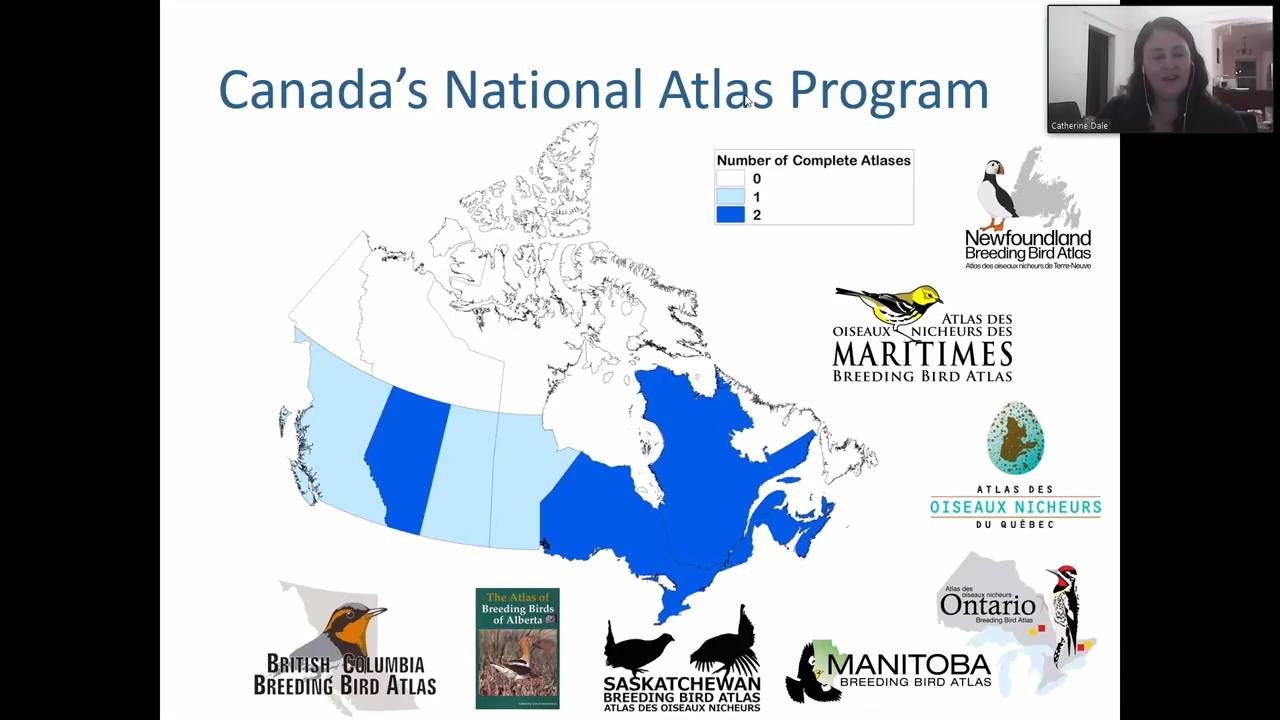 Canada's National Atlas Program
Catherine Dale
Number of Complete Atlases
0
1
2
Newfoundland
Breeding Bird Atlas
Atlas des oiseaux nicheurs de Terre-Neuve
ATLAS DES
OISEAUX NICHEURS DES
MARITIMES
BREEDING BIRD ATLAS
ATLAS DES
OISEAUX NICHEURS
DU QUÉBEC
Atlas des
oiseaux nicheurs
Ontario
Breeding Bird Atlas
BRITISH COLUMBIA
BREEDING BIRD ATLAS
The Atlas of
Breeding Birds
of Alberta
SASKATCHEWAN
BREEDING BIRD ATLAS
ATLAS DES OISEAUX NICHEURS
MANITOBA
BREEDING BIRD ATLAS